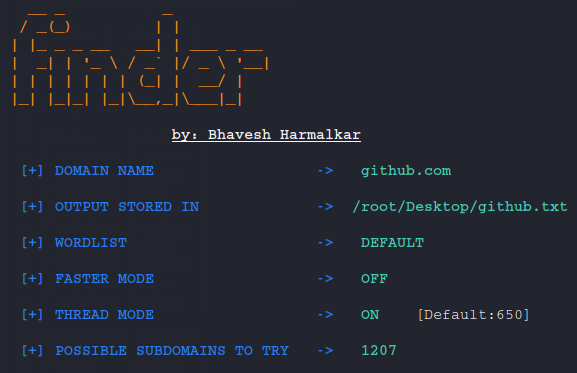 finder
by: Bhavesh Harmalkar
[+] DOMAIN NAME -> github.com
[+] OUTPUT STORED IN -> /root/Desktop/github.txt
[+] WORDLIST -> DEFAULT
[+] FASTER MODE -> OFF
[+] THREAD MODE -> ON [Default:650]
[+] POSSIBLE SUBDOMAINS TO TRY -> 1207